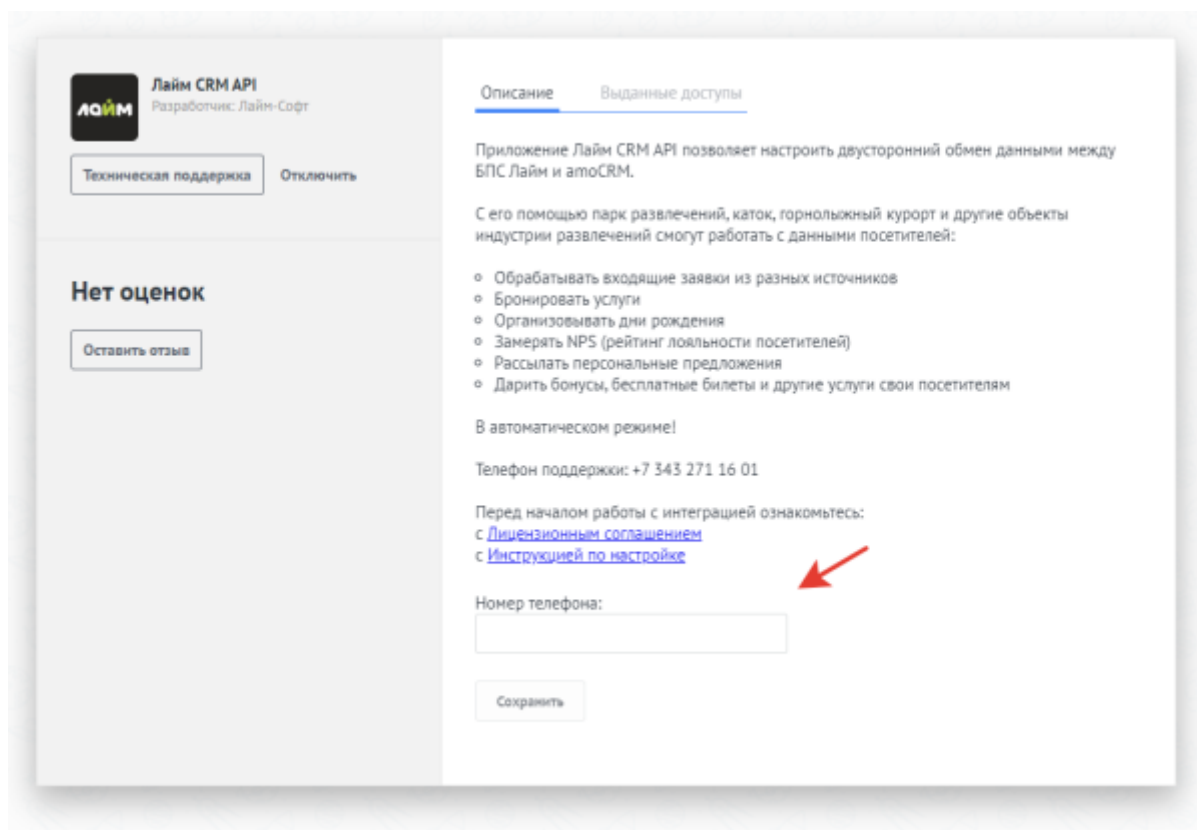 лайм
Лайм CRM API
Разработчик: Лайм-Софт
Техническая поддержка
Отключить
Нет оценок
Оставить отзыв
Описание
Выданные доступы
Приложение Лайм CRM API позволяет настроить двусторонний обмен данными между
БПС Лайм и amoCRM.
С его помощью парк развлечений, каток, горнолыжный курорт и другие объекты
индустрии развлечений смогут работать с данными посетителей:
Обрабатывать входящие заявки из разных источников
Бронировать услуги
Организовывать дни рождения
Замерять NPS (рейтинг лояльности посетителей)
Рассылать персональные предложения
Дарить бонусы, бесплатные билеты и другие услуги свои посетителям
В автоматическом режиме!
Телефон поддержки: +7 343 271 16 01
Перед началом работы с интеграцией ознакомьтесь:
с Лицензионным соглашением
с Инструкцией по настройке
Номер телефона:
Сохранить